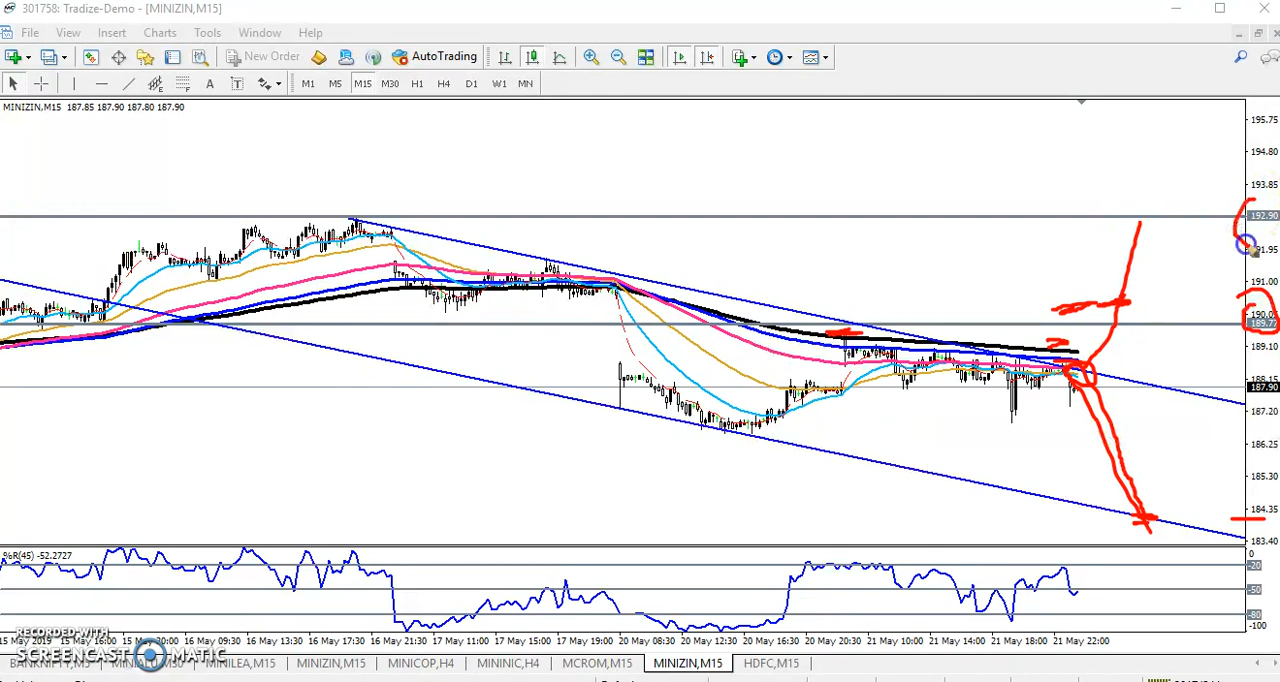 301758: Tradize-Demo - [MINIZIN,M15]
File View Insert Charts Tools Window Help
New Order AutoTrading
A T M1 M5 M15 M30 H1 H4 D1 W1 MN
MINIZIN,M15 187.85 187.90 187.80 187.90
195.75
194.80
193.85
192.90
191.95
191.00
190.0
189.77
189.10
188.15
187.90
187.20
186.25
185.30
184.35
183.40
%R(45) -52.2727
0
-20
-50
-80
-100
15 May 2019 15 May 16:00 15 May 20:00 16 May 09:30 16 May 13:30 16 May 17:30 16 May 21:30 17 May 11:00 17 May 15:00 17 May 19:00 20 May 08:30 20 May 12:30 20 May 16:30 20 May 20:30 21 May 10:00 21 May 14:00 21 May 18:00 21 May 22:00
RECORDED WITH
SCREENCAST MATIC
MINILEA,M15 MINIZIN,M15 MINICOP,H4 MININIC,H4 MCROM,M15 MINIZIN,M15 HDFC,M15